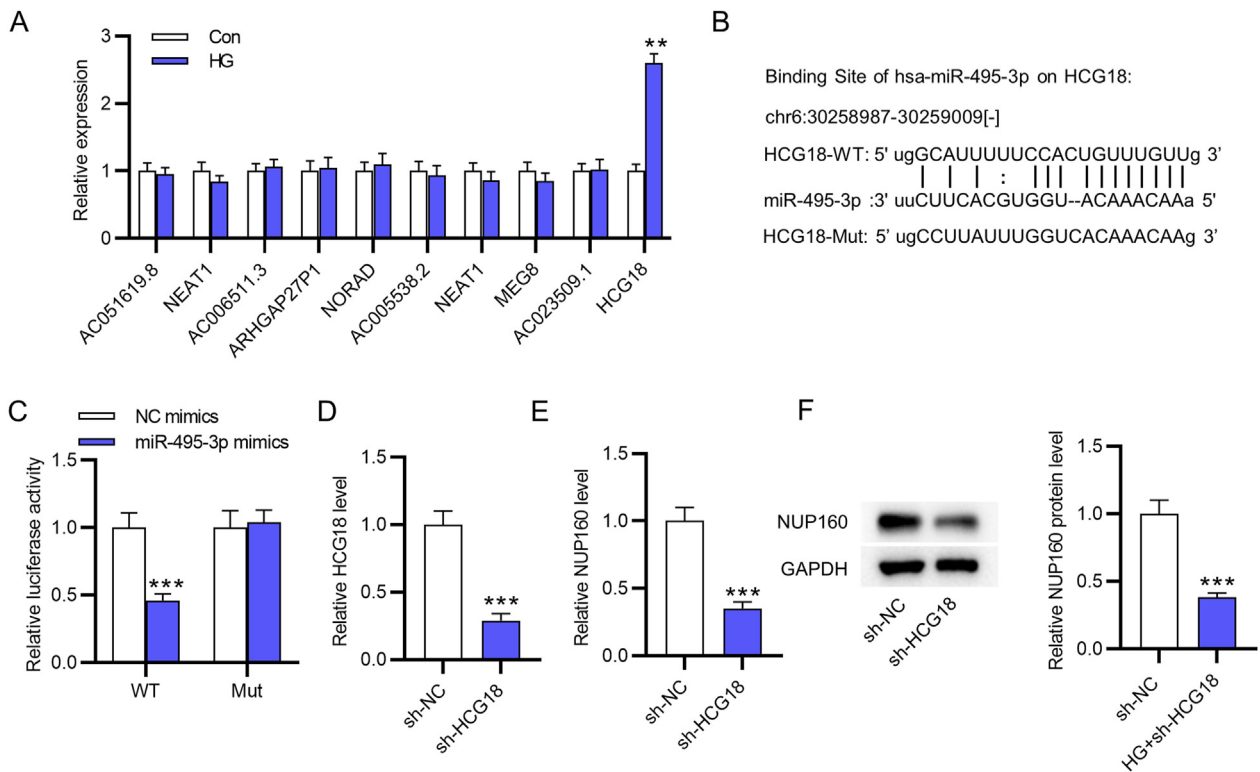 A
Con
HG
**
3
2
1
0
Relative expression
AC051619.8
NEAT1
AC006511.3
ARHGAP27P1
NORAD
AC005538.2
NEAT1
MEG8
AC023509.1
HCG18
B
Binding Site of hsa-miR-495-3p on HCG18:
chr6:30258987-30259009[-]
HCG18-WT: 5' ugGCAUUUUUCCACUGUUUGUUg 3'
:
miR-495-3p :3' uuCUUCACGUGGU--ACAAACAAa 5'
HCG18-Mut: 5' ugCCUUAUUUGGUCACAAACAAg 3'
C
NC mimics
miR-495-3p mimics
1.5
1.0
0.5
0.0
Relative luciferase activity
***
WT
Mut
D
1.5
1.0
0.5
0.0
Relative HCG18 level
***
sh-NC
sh-HCG18
E
1.5
1.0
0.5
0.0
Relative NUP160 level
***
sh-NC
sh-HCG18
F
NUP160
GAPDH
sh-NC
sh-HCG18
1.5
1.0
0.5
0.0
Relative NUP160 protein level
***
sh-NC
HG+sh-HCG18